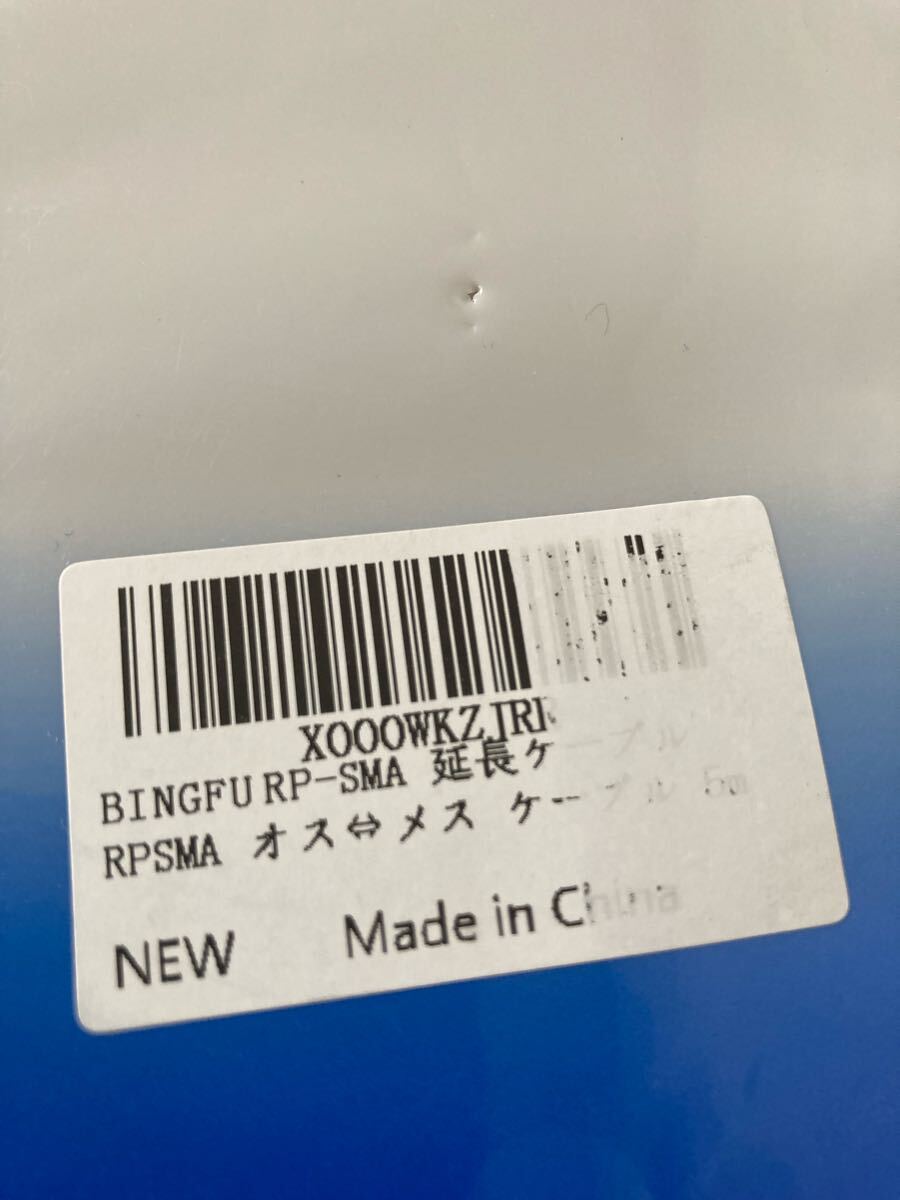 X000WKZJRR
BINGFU RP-SMA 延長ケーブル
RPSMA オス⇔メス ケーブル 5m
NEW Made in China